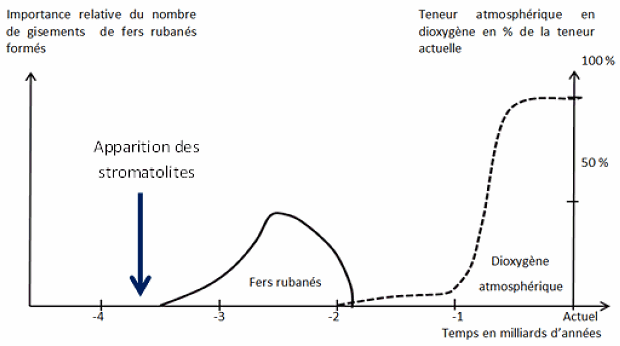 Importance relative du nombre
de gisements de fers rubanés
formés
Teneur atmosphérique en
dioxygène en % de la teneur
actuelle
100 %
Apparition des
stromatolites
50 %
Fers rubanés
Dioxygène
atmosphérique
-4
-3
-2
-1
Actuel
Temps en milliards d'années